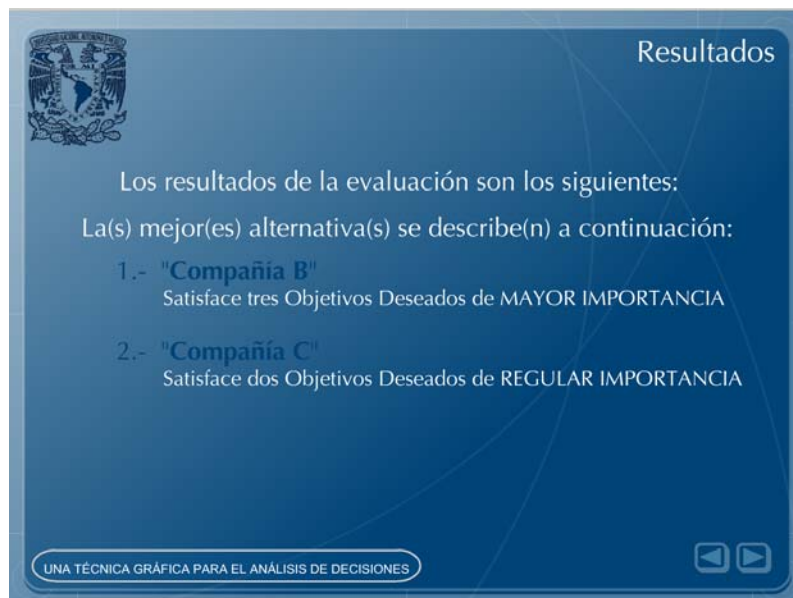 Resultados
Los resultados de la evaluación son los siguientes:
La(s) mejor(es) alternativa(s) se describe(n) a continuación:
1.- "Compañía B"
Satisface tres Objetivos Deseados de MAYOR IMPORTANCIA
2.- "Compañía C"
Satisface dos Objetivos Deseados de REGULAR IMPORTANCIA
UNA TÉCNICA GRÁFICA PARA EL ANÁLISIS DE DECISIONES